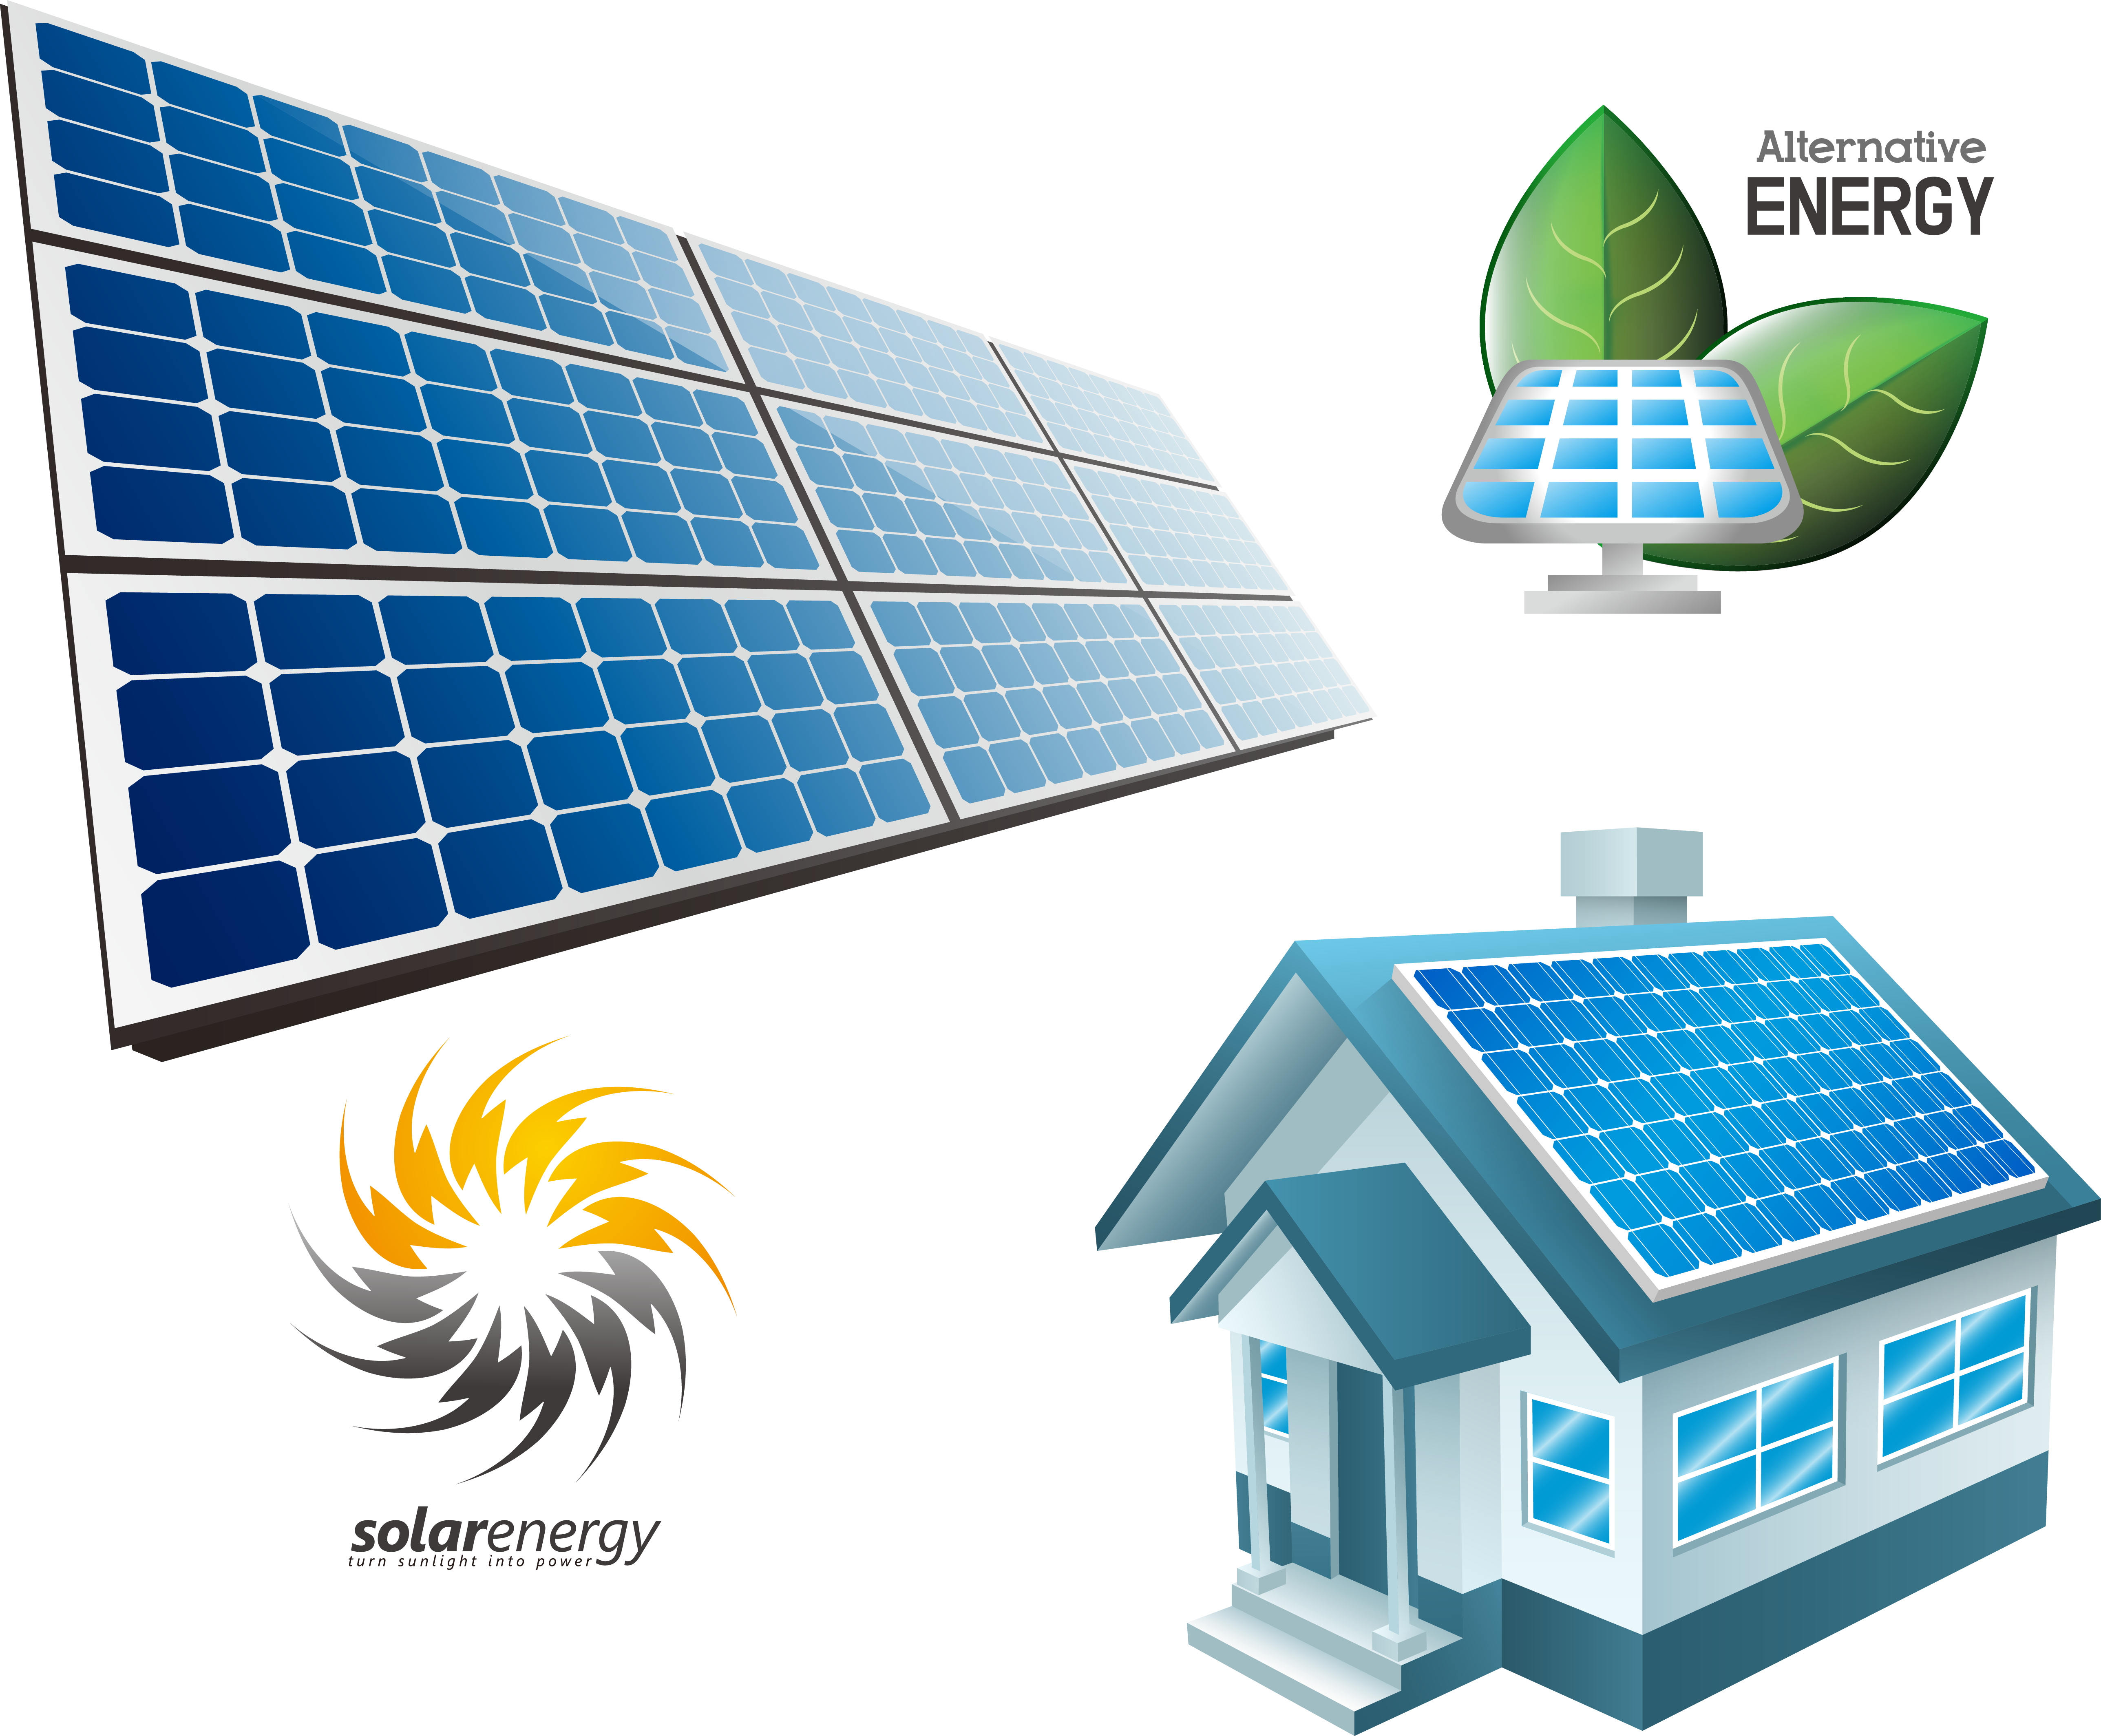 Alternative
ENERGY
solarenergy
turn sunlight into power